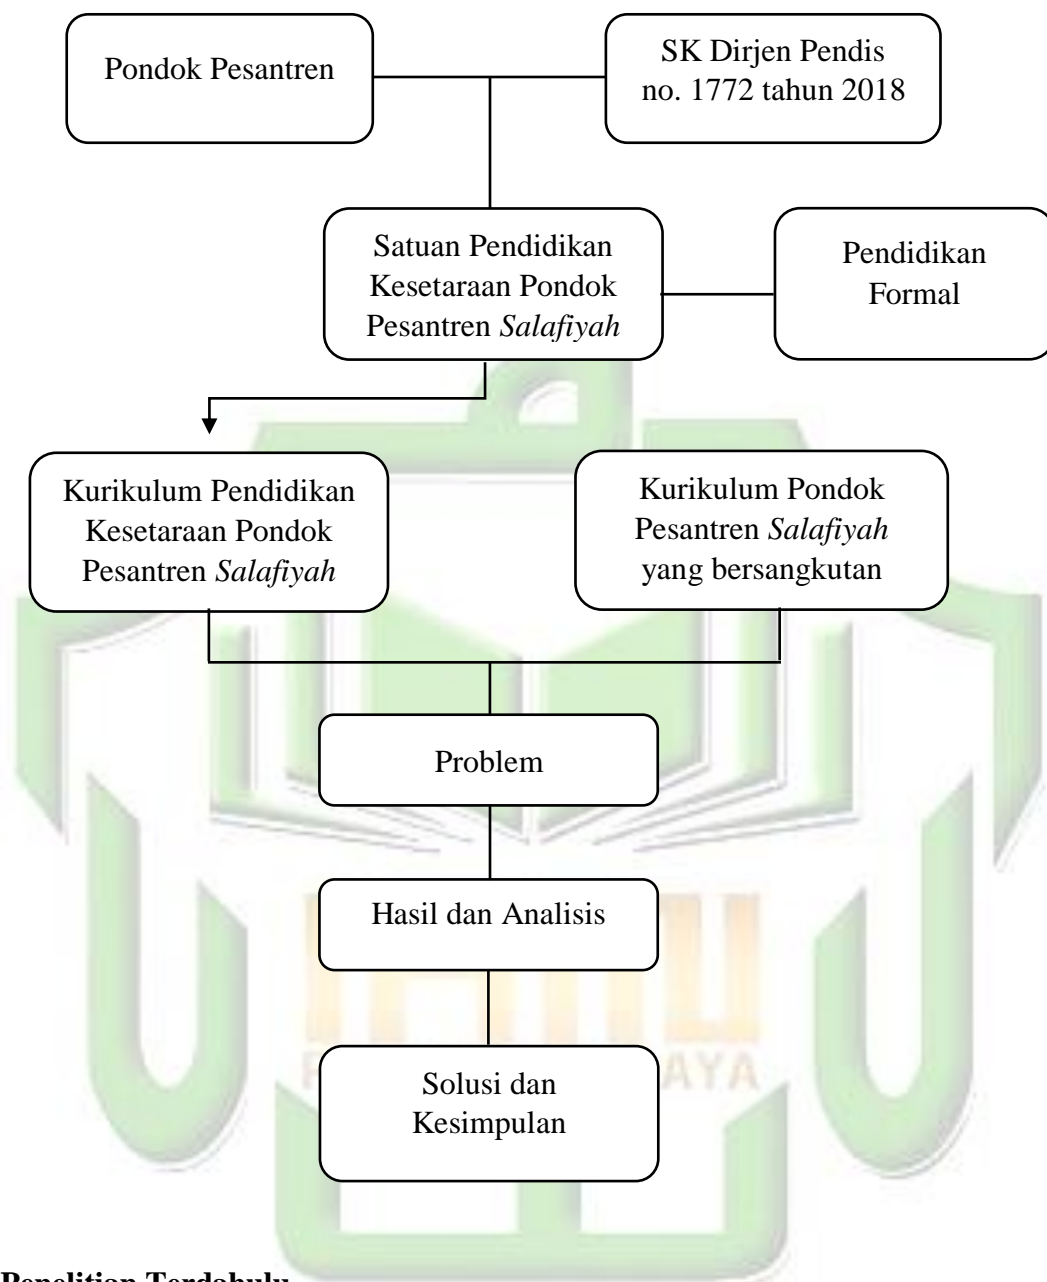 Pondok Pesantren
SK Dirjen Pendis
no. 1772 tahun 2018
Satuan Pendidikan
Kesetaraan Pondok
Pesantren Salafiyah
Pendidikan
Formal
Kurikulum Pendidikan
Kesetaraan Pondok
Pesantren Salafiyah
Kurikulum Pondok
Pesantren Salafiyah
yang bersangkutan
Problem
Hasil dan Analisis
Solusi dan
Kesimpulan
Penelitian Terdahulu